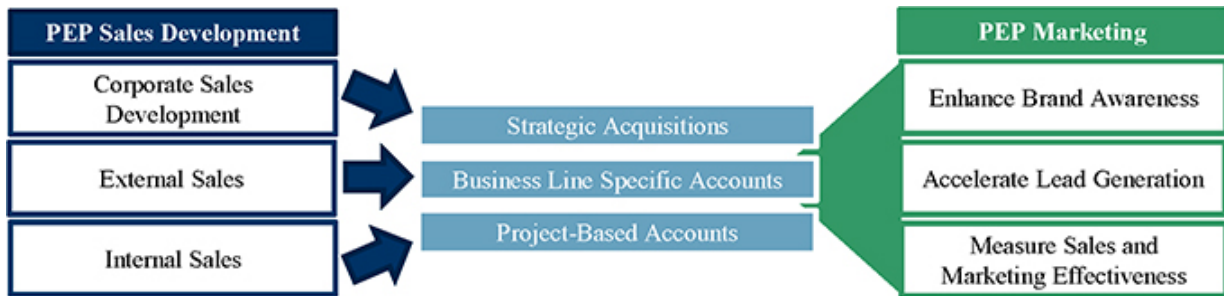 PEP Sales Development
Corporate Sales
Development
External Sales
Internal Sales
Strategic Acquisitions
Business Line Specific Accounts
Project-Based Accounts
PEP Marketing
Enhance Brand Awareness
Accelerate Lead Generation
Measure Sales and
Marketing Effectiveness